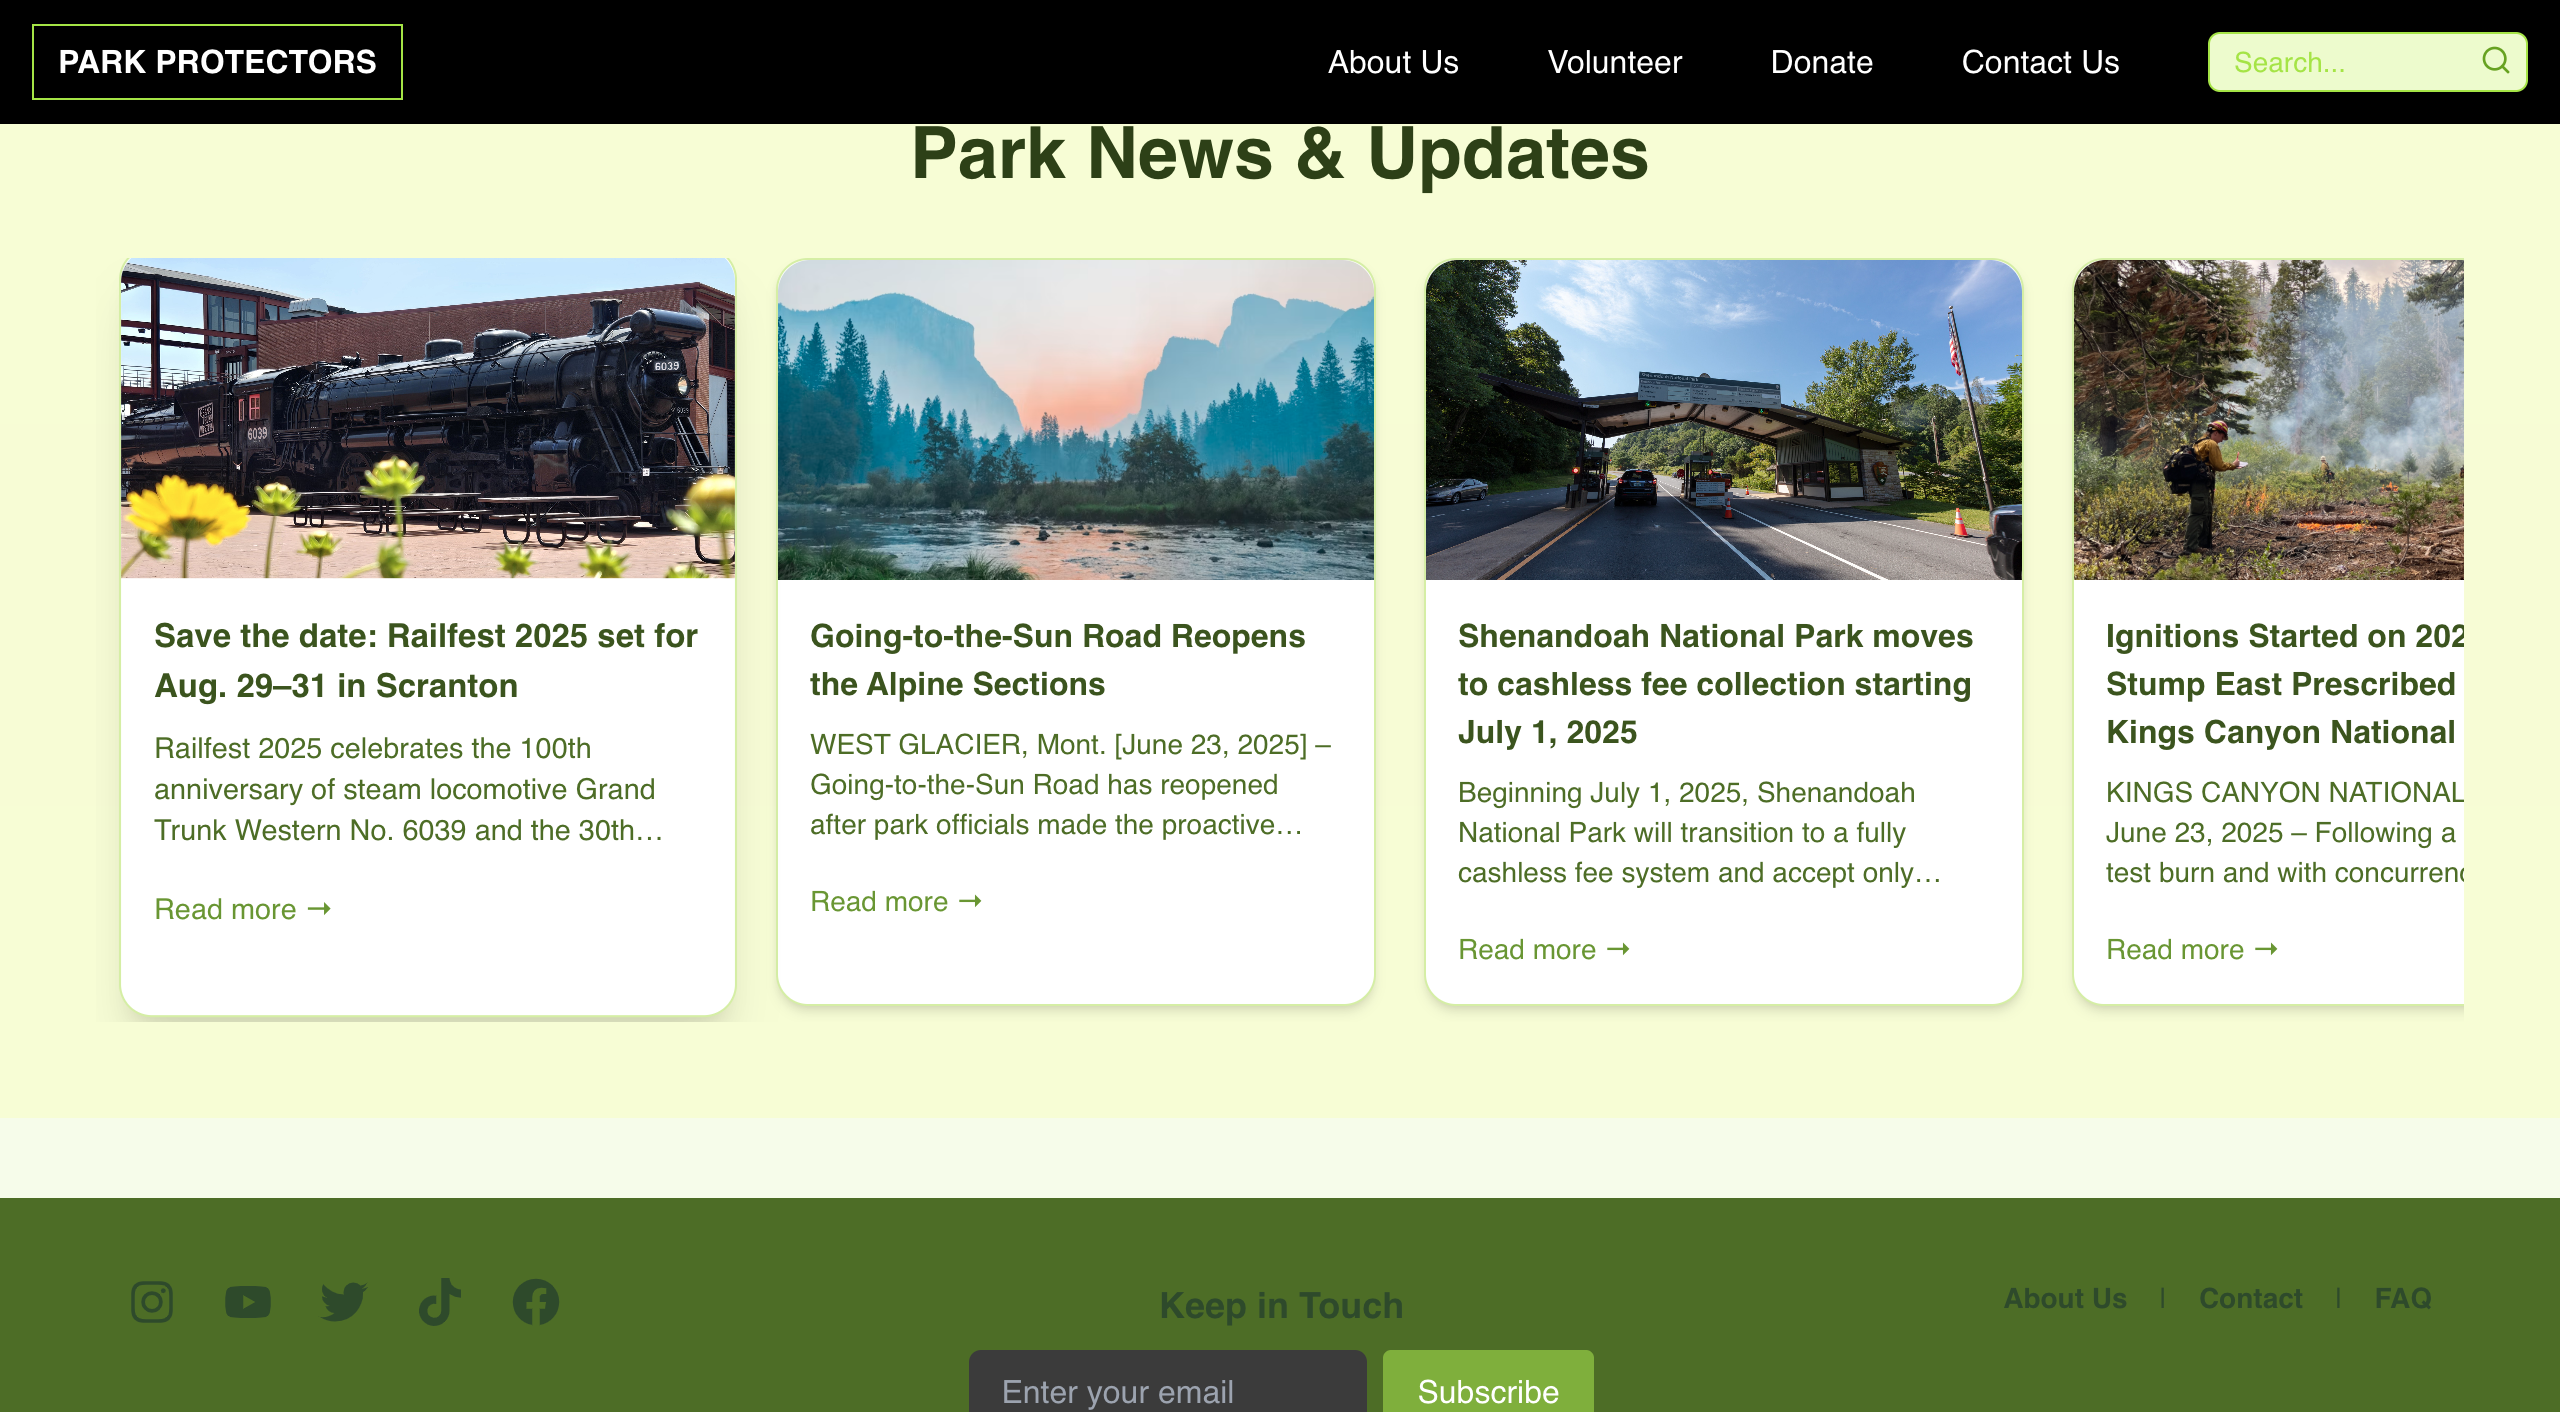 PARK PROTECTORS
About Us
Volunteer
Donate
Contact Us
Search...
Park News & Updates
6039
6039
6039
Save the date: Railfest 2025 set for
Aug. 29–31 in Scranton
Railfest 2025 celebrates the 100th
anniversary of steam locomotive Grand
Trunk Western No. 6039 and the 30th…
Read more →
Going-to-the-Sun Road Reopens
the Alpine Sections
WEST GLACIER, Mont. [June 23, 2025] –
Going-to-the-Sun Road has reopened
after park officials made the proactive…
Read more →
Shenandoah National Park moves
to cashless fee collection starting
July 1, 2025
Beginning July 1, 2025, Shenandoah
National Park will transition to a fully
cashless fee system and accept only…
Read more →
Ignitions Started on 202
Stump East Prescribed
Kings Canyon National
KINGS CANYON NATIONAL
June 23, 2025 – Following a
test burn and with concurrenc
Read more →
Keep in Touch
Enter your email
Subscribe
About Us | Contact | FAQ